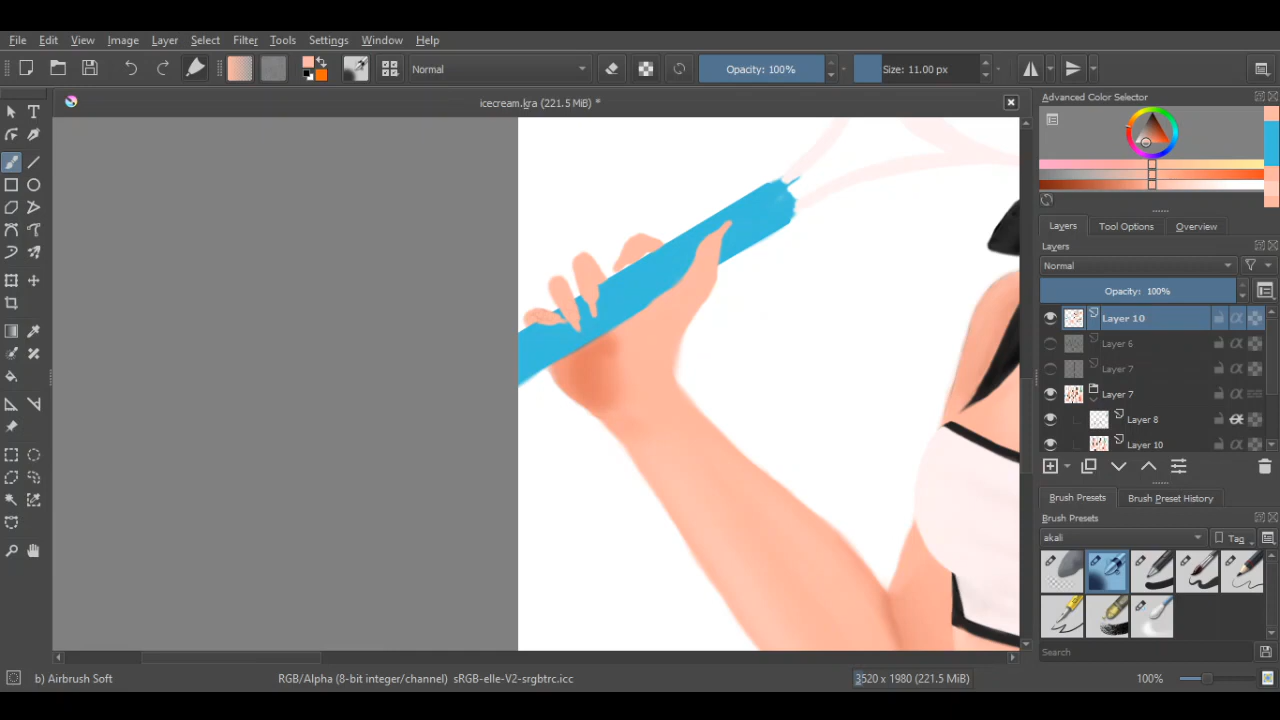 File Edit View Image Layer Select Filter Tools Settings Window Help
Normal Opacity: 100% Size: 11.00 px
icecream.kra (221.5 MiB) *
Advanced Color Selector
Layers Tool Options Overview
Layers
Normal
Opacity: 100%
Layer 10
Layer 6
Layer 7
Layer 7
Layer 8
Layer 10
Brush Presets Brush Preset History
Brush Presets
akali Tag
Search
b) Airbrush Soft RGB/Alpha (8-bit integer/channel) sRGB-elle-V2-srgbtrc.icc 3520 x 1980 (221.5 MiB) 100%